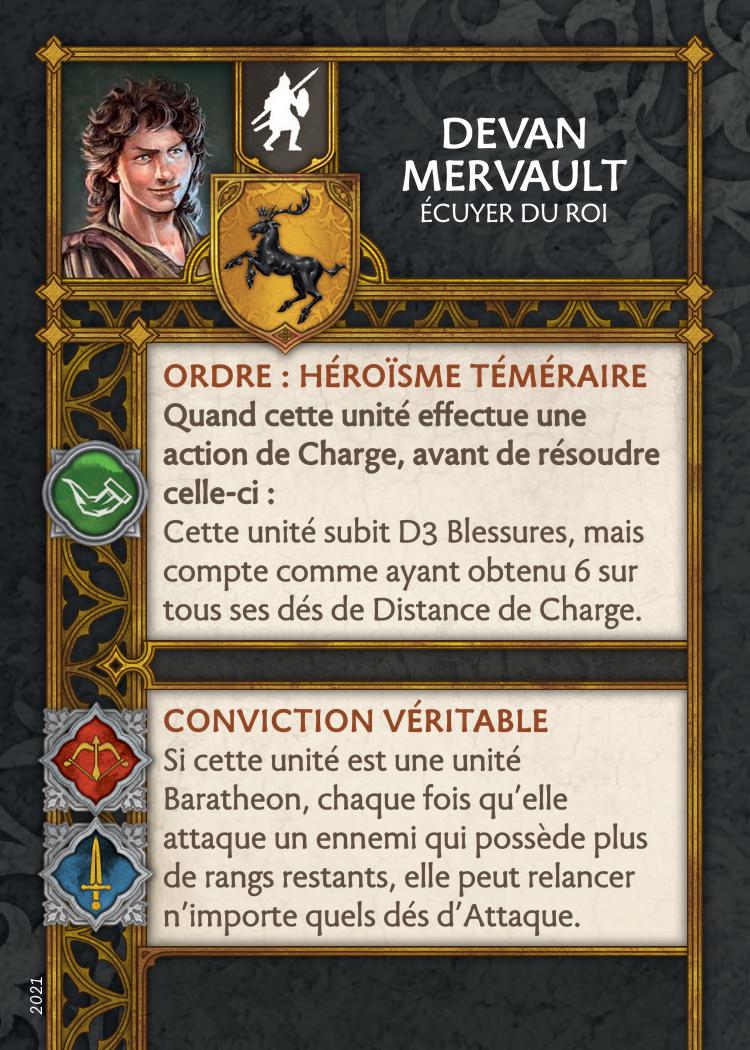 DEVAN
MERVAULT
ÉCUYER DU ROI
ORDRE : HÉROÏSME TÉMÉRAIRE
Quand cette unité effectue une
action de Charge, avant de résoudre
celle-ci :
Cette unité subit D3 Blessures, mais
compte comme ayant obtenu 6 sur
tous ses dés de Distance de Charge.
CONVICTION VÉRITABLE
Si cette unité est une unité
Baratheon, chaque fois qu'elle
attaque un ennemi qui possède plus
de rangs restants, elle peut relancer
n'importe quels dés d'Attaque.
2021